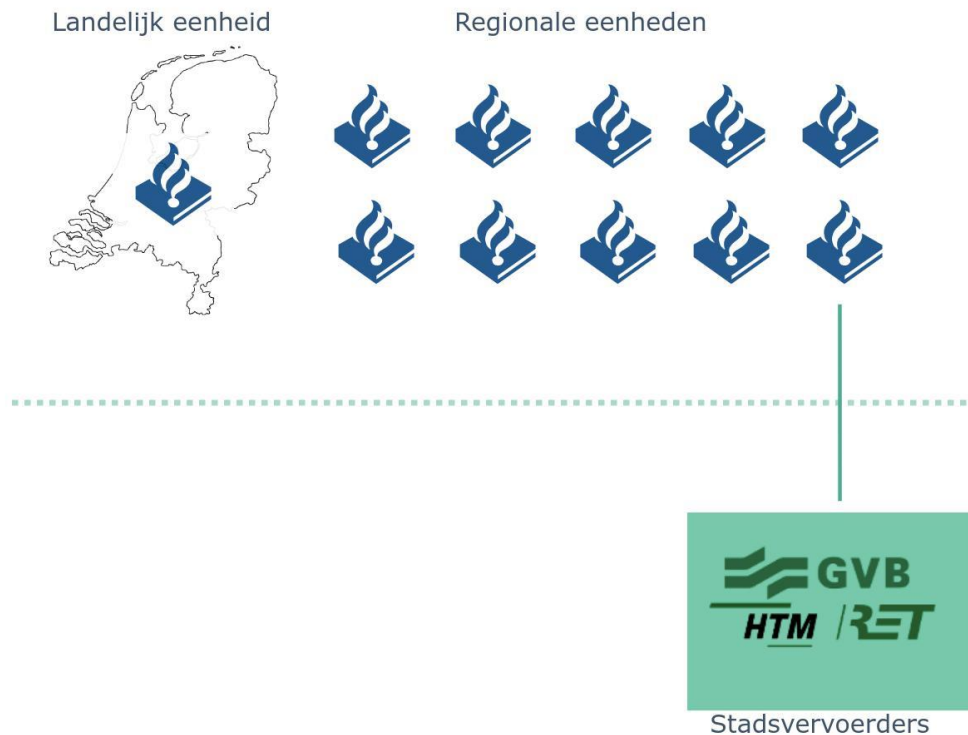 Landelijk eenheid
Regionale eenheden
GVB
HTM
RET
Stadsvervoerders